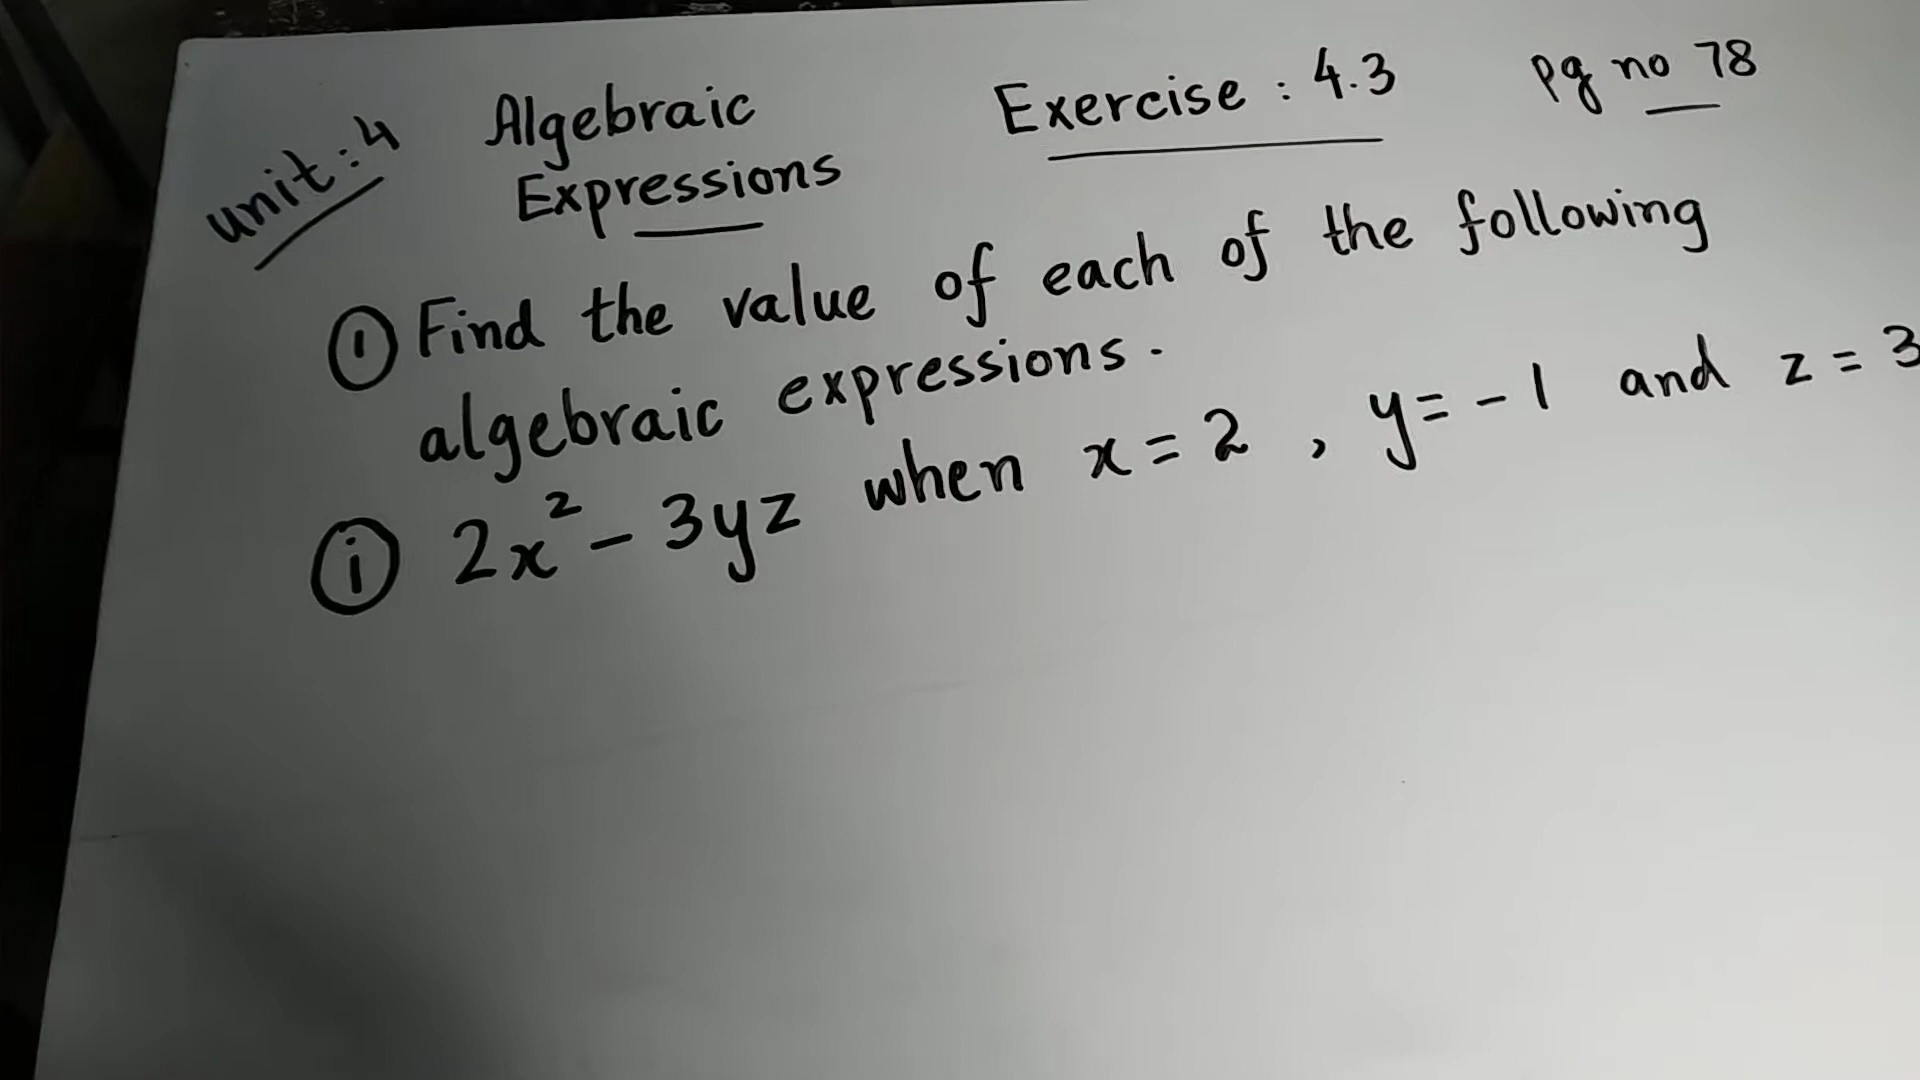 unit:4 Algebraic Expressions Exercise : 4.3 Pg no 78
① Find the value of each of the following
algebraic expressions.
ⓘ 2x² - 3yz when x = 2 , y = - 1 and z = 3